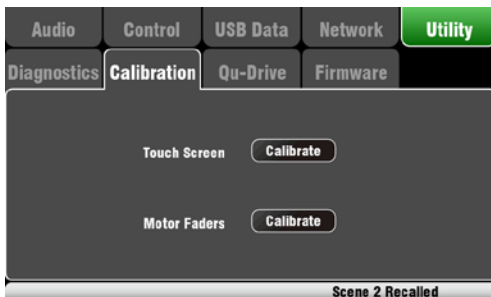 Audio Control USB Data Network Utility
Diagnostics Calibration Qu-Drive Firmware
Touch Screen Calibrate
Motor Faders Calibrate
Scene 2 Recalled